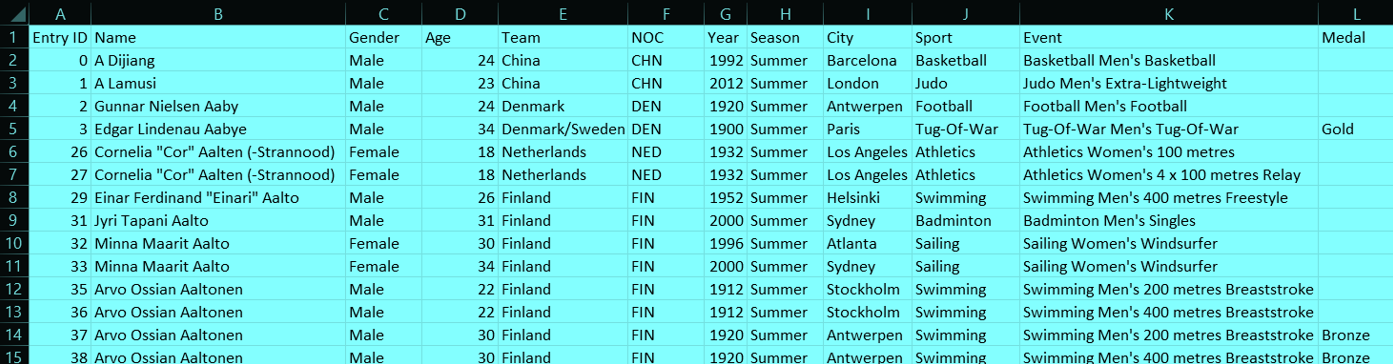 A B C D E F G H I J K L
1 Entry ID Name Gender Age Team NOC Year Season City Sport Event Medal
2 0 A Dijiang Male 24 China CHN 1992 Summer Barcelona Basketball Basketball Men's Basketball
3 1 A Lamusi Male 23 China CHN 2012 Summer London Judo Judo Men's Extra-Lightweight
4 2 Gunnar Nielsen Aaby Male 24 Denmark DEN 1920 Summer Antwerpen Football Football Men's Football
5 3 Edgar Lindenau Aabye Male 34 Denmark/Sweden DEN 1900 Summer Paris Tug-Of-War Tug-Of-War Men's Tug-Of-War Gold
6 26 Cornelia "Cor" Aalten (-Strannood) Female 18 Netherlands NED 1932 Summer Los Angeles Athletics Athletics Women's 100 metres
7 27 Cornelia "Cor" Aalten (-Strannood) Female 18 Netherlands NED 1932 Summer Los Angeles Athletics Athletics Women's 4 x 100 metres Relay
8 29 Einar Ferdinand "Einari" Aalto Male 26 Finland FIN 1952 Summer Helsinki Swimming Swimming Men's 400 metres Freestyle
9 31 Jyri Tapani Aalto Male 31 Finland FIN 2000 Summer Sydney Badminton Badminton Men's Singles
10 32 Minna Maarit Aalto Female 30 Finland FIN 1996 Summer Atlanta Sailing Sailing Women's Windsurfer
11 33 Minna Maarit Aalto Female 34 Finland FIN 2000 Summer Sydney Sailing Sailing Women's Windsurfer
12 35 Arvo Ossian Aaltonen Male 22 Finland FIN 1912 Summer Stockholm Swimming Swimming Men's 200 metres Breaststroke
13 36 Arvo Ossian Aaltonen Male 22 Finland FIN 1912 Summer Stockholm Swimming Swimming Men's 400 metres Breaststroke
14 37 Arvo Ossian Aaltonen Male 30 Finland FIN 1920 Summer Antwerpen Swimming Swimming Men's 200 metres Breaststroke Bronze
15 38 Arvo Ossian Aaltonen Male 30 Finland FIN 1920 Summer Antwerpen Swimming Swimming Men's 400 metres Breaststroke Bronze